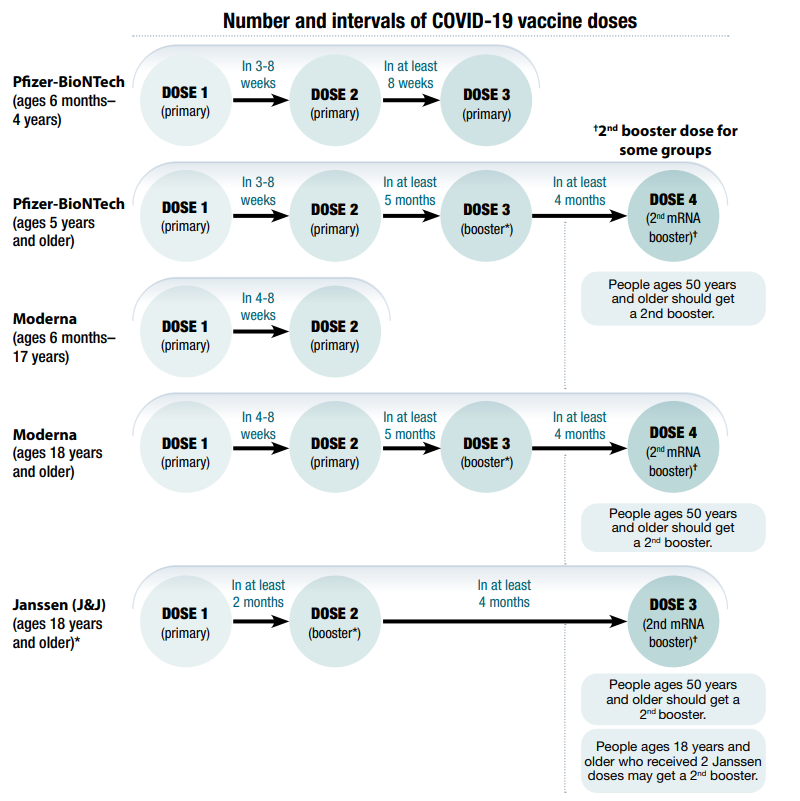 Number and intervals of COVID-19 vaccine doses
Pfizer-BioNTech
(ages 6 months–
4 years)
DOSE 1
(primary)
In 3-8
weeks
DOSE 2
(primary)
In at least
8 weeks
DOSE 3
(primary)
†2nd booster dose for
some groups
Pfizer-BioNTech
(ages 5 years
and older)
DOSE 1
(primary)
In 3-8
weeks
DOSE 2
(primary)
In at least
5 months
DOSE 3
(booster*)
In at least
4 months
DOSE 4
(2nd mRNA
booster)†
People ages 50 years
and older should get
a 2nd booster.
Moderna
(ages 6 months–
17 years)
DOSE 1
(primary)
In 4-8
weeks
DOSE 2
(primary)
Moderna
(ages 18 years
and older)
DOSE 1
(primary)
In 4-8
weeks
DOSE 2
(primary)
In at least
5 months
DOSE 3
(booster*)
In at least
4 months
DOSE 4
(2nd mRNA
booster)†
People ages 50 years
and older should get
a 2nd booster.
Janssen (J&J)
(ages 18 years
and older)*
DOSE 1
(primary)
In at least
2 months
DOSE 2
(booster*)
In at least
4 months
DOSE 3
(2nd mRNA
booster)†
People ages 50 years
and older should get a
2nd booster.
People ages 18 years and
older who received 2 Janssen
doses may get a 2nd booster.